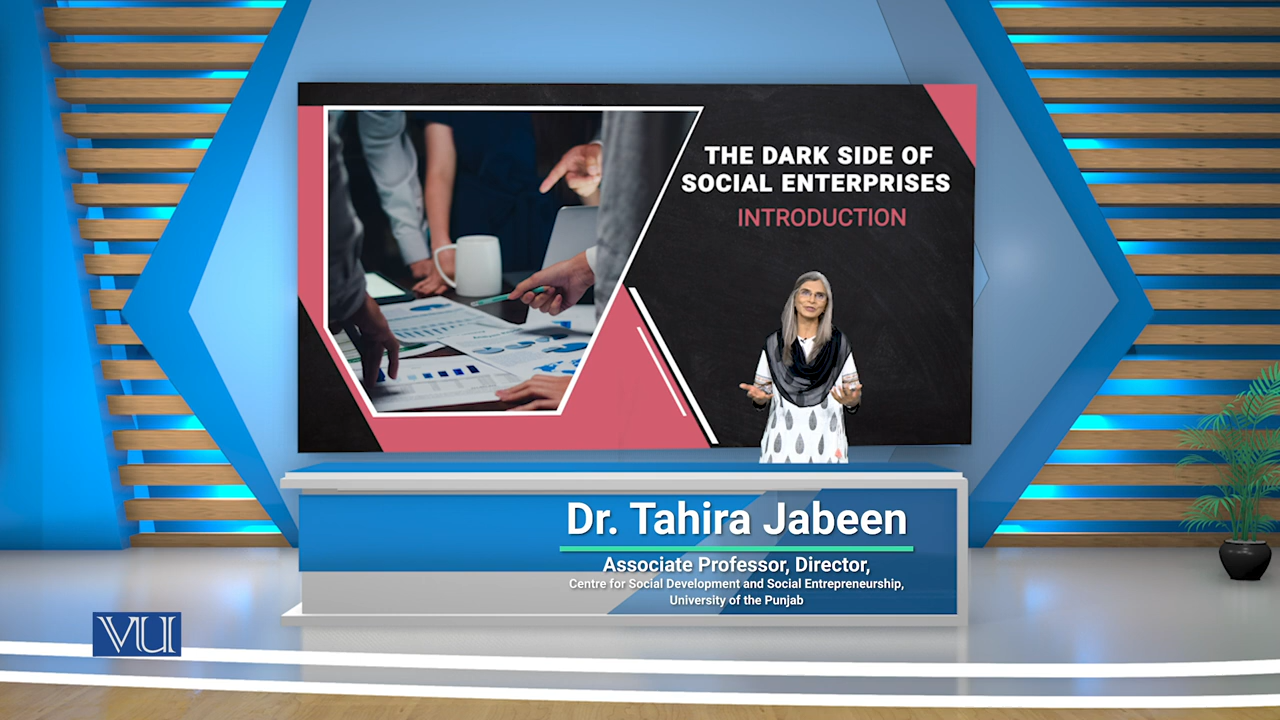 THE DARK SIDE OF
SOCIAL ENTERPRISES
INTRODUCTION
Dr. Tahira Jabeen
Associate Professor, Director,
Centre for Social Development and Social Entrepreneurship,
University of the Punjab
VU